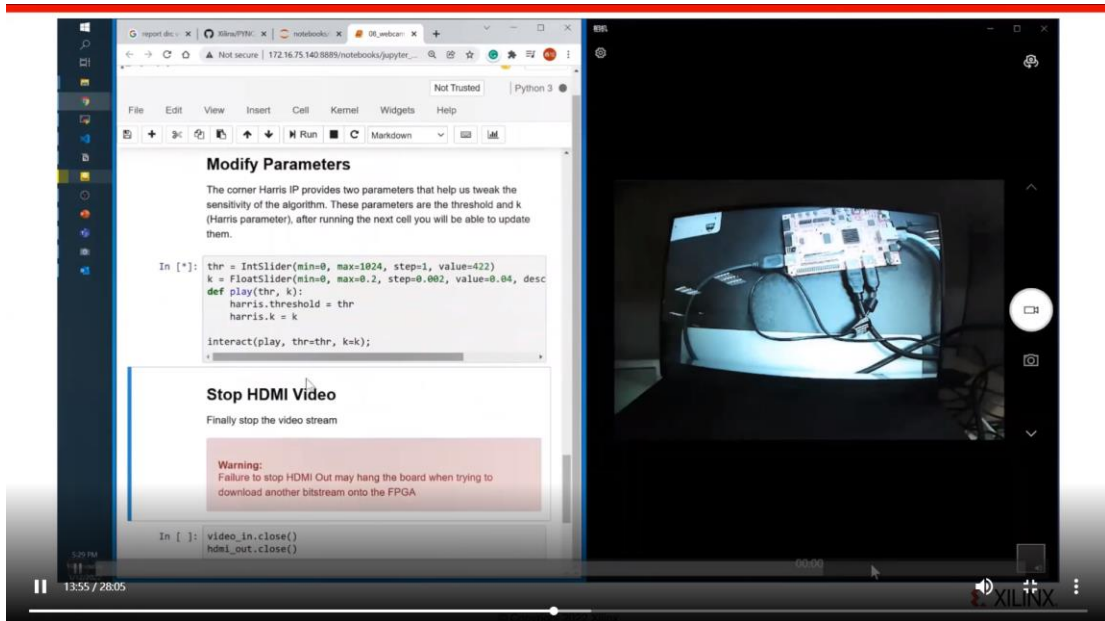 report drc v
Xilinx/PYNC
notebooks/
08_webcam
Not secure | 172.16.75.140:8889/notebooks/jupyter_...
Not Trusted
Python 3
File Edit View Insert Cell Kernel Widgets Help
Run
Markdown
Modify Parameters
The corner Harris IP provides two parameters that help us tweak the
sensitivity of the algorithm. These parameters are the threshold and k
(Harris parameter), after running the next cell you will be able to update
them.
In [*]: thr = IntSlider(min=0, max=1024, step=1, value=422)
k = FloatSlider(min=0, max=0.2, step=0.002, value=0.04, desc
def play(thr, k):
harris.threshold = thr
harris.k = k
interact(play, thr=thr, k=k);
Stop HDMI Video
Finally stop the video stream
Warning:
Failure to stop HDMI Out may hang the board when trying to
download another bitstream onto the FPGA
In [ ]: video_in.close()
hdmi_out.close()
5:29 PM
00:00
13:55 / 28:05
XILINX